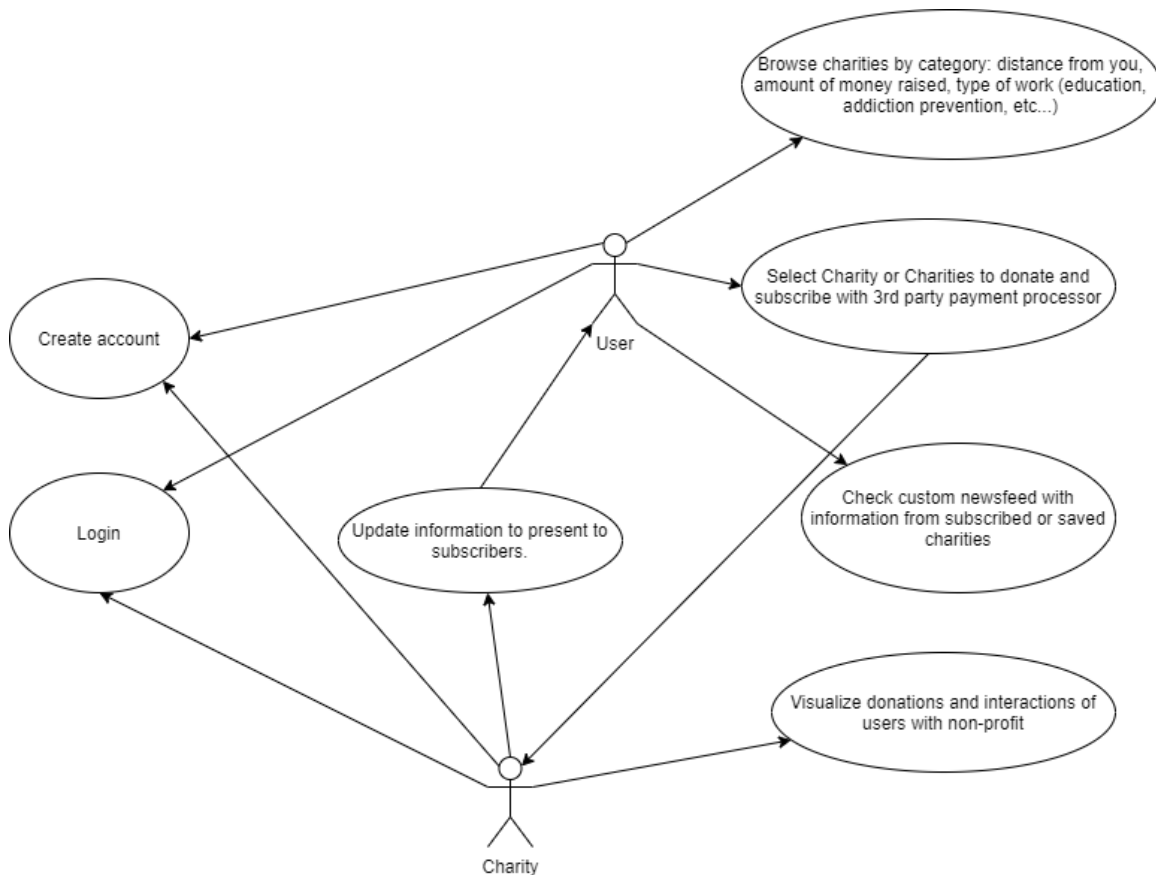 Browse charities by category: distance from you,
amount of money raised, type of work (education,
addiction prevention, etc...)
Select Charity or Charities to donate and
subscribe with 3rd party payment processor
User
Create account
Check custom newsfeed with
information from subscribed or saved
charities
Update information to present to
subscribers.
Login
Visualize donations and interactions of
users with non-profit
Charity